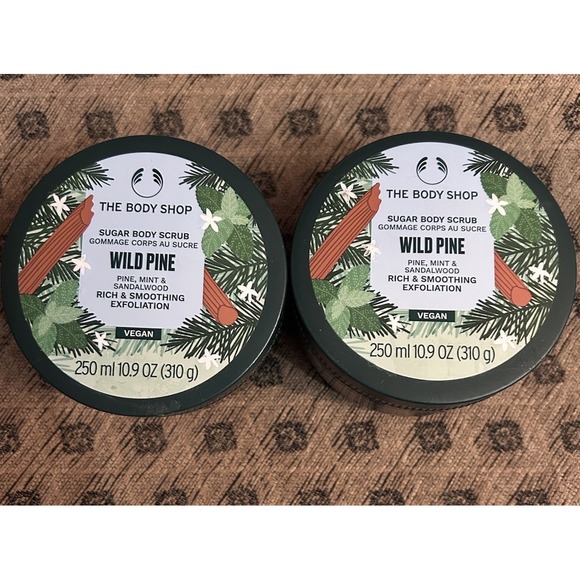 THE BODY SHOP
SUGAR BODY SCRUB
GOMMAGE CORPS AU SUCRE
WILD PINE
PINE, MINT &
SANDALWOOD
RICH & SMOOTHING
EXFOLIATION
VEGAN
250 ml 10.9 OZ (310 g)
THE BODY SHOP
SUGAR BODY SCRUB
GOMMAGE CORPS AU SUCRE
WILD PINE
PINE, MINT &
SANDALWOOD
RICH & SMOOTHING
EXFOLIATION
VEGAN
250 ml 10.9 OZ (310 g)